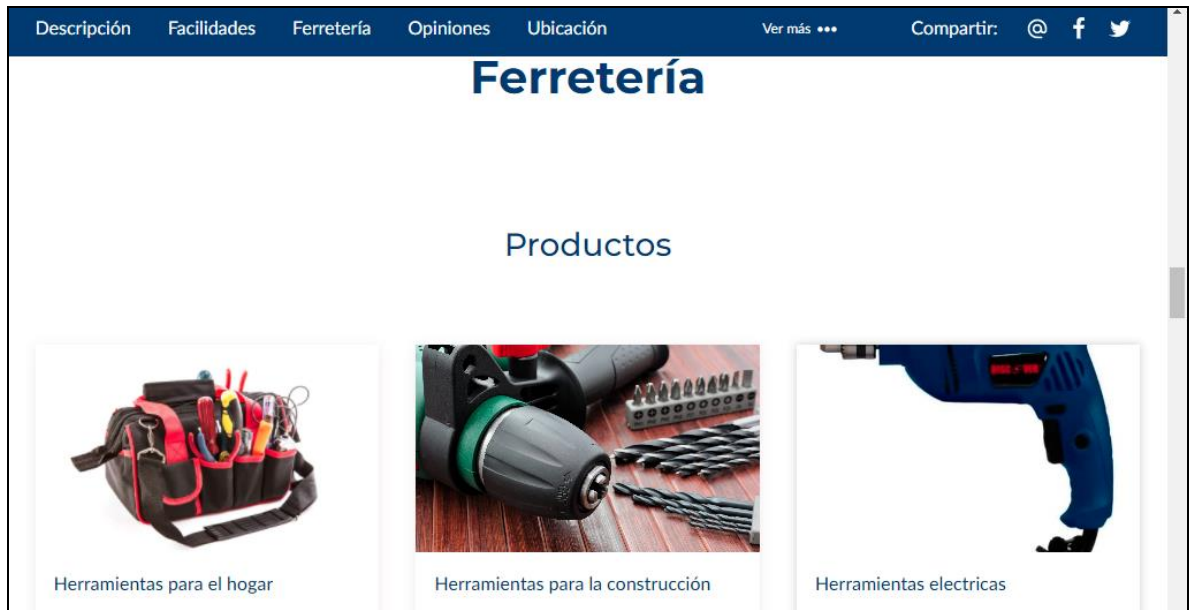 Descripción Facilidades Ferretería Opiniones Ubicación Ver más ••• Compartir: @
Ferretería
Productos
Herramientas para el hogar Herramientas para la construcción Herramientas electricas